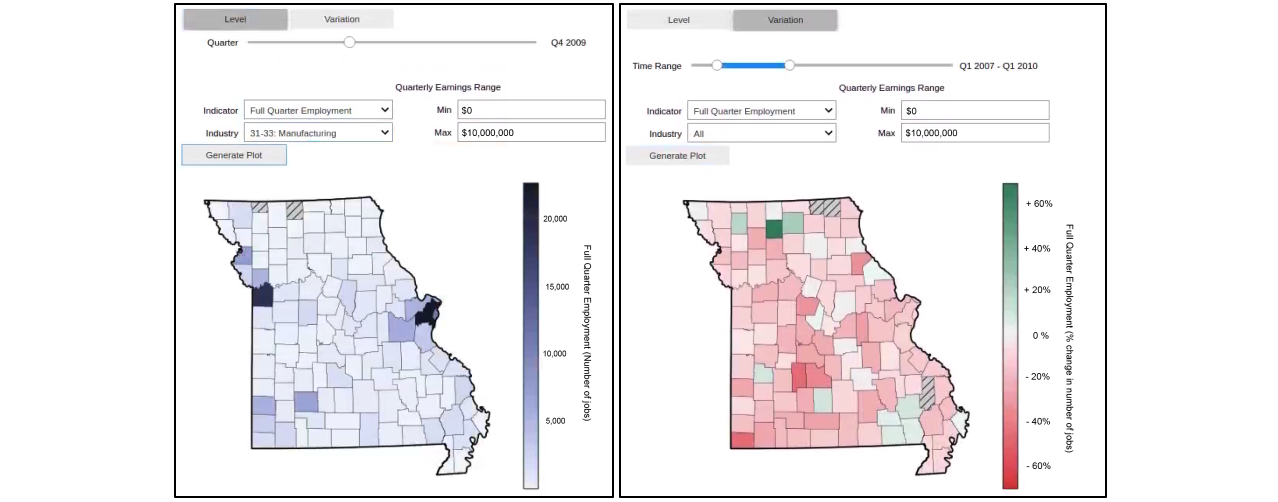 Level Variation
Quarter Q4 2009
Quarterly Earnings Range
Indicator Full Quarter Employment Min $0
Industry 31-33: Manufacturing Max $10,000,000
Generate Plot
20,000
15,000
10,000
5,000
Full Quarter Employment (Number of jobs)
Level Variation
Time Range Q1 2007 - Q1 2010
Quarterly Earnings Range
Indicator Full Quarter Employment Min $0
Industry All Max $10,000,000
Generate Plot
+ 60%
+ 40%
+ 20%
0 %
- 20%
- 40%
- 60%
Full Quarter Employment (% change in number of jobs)